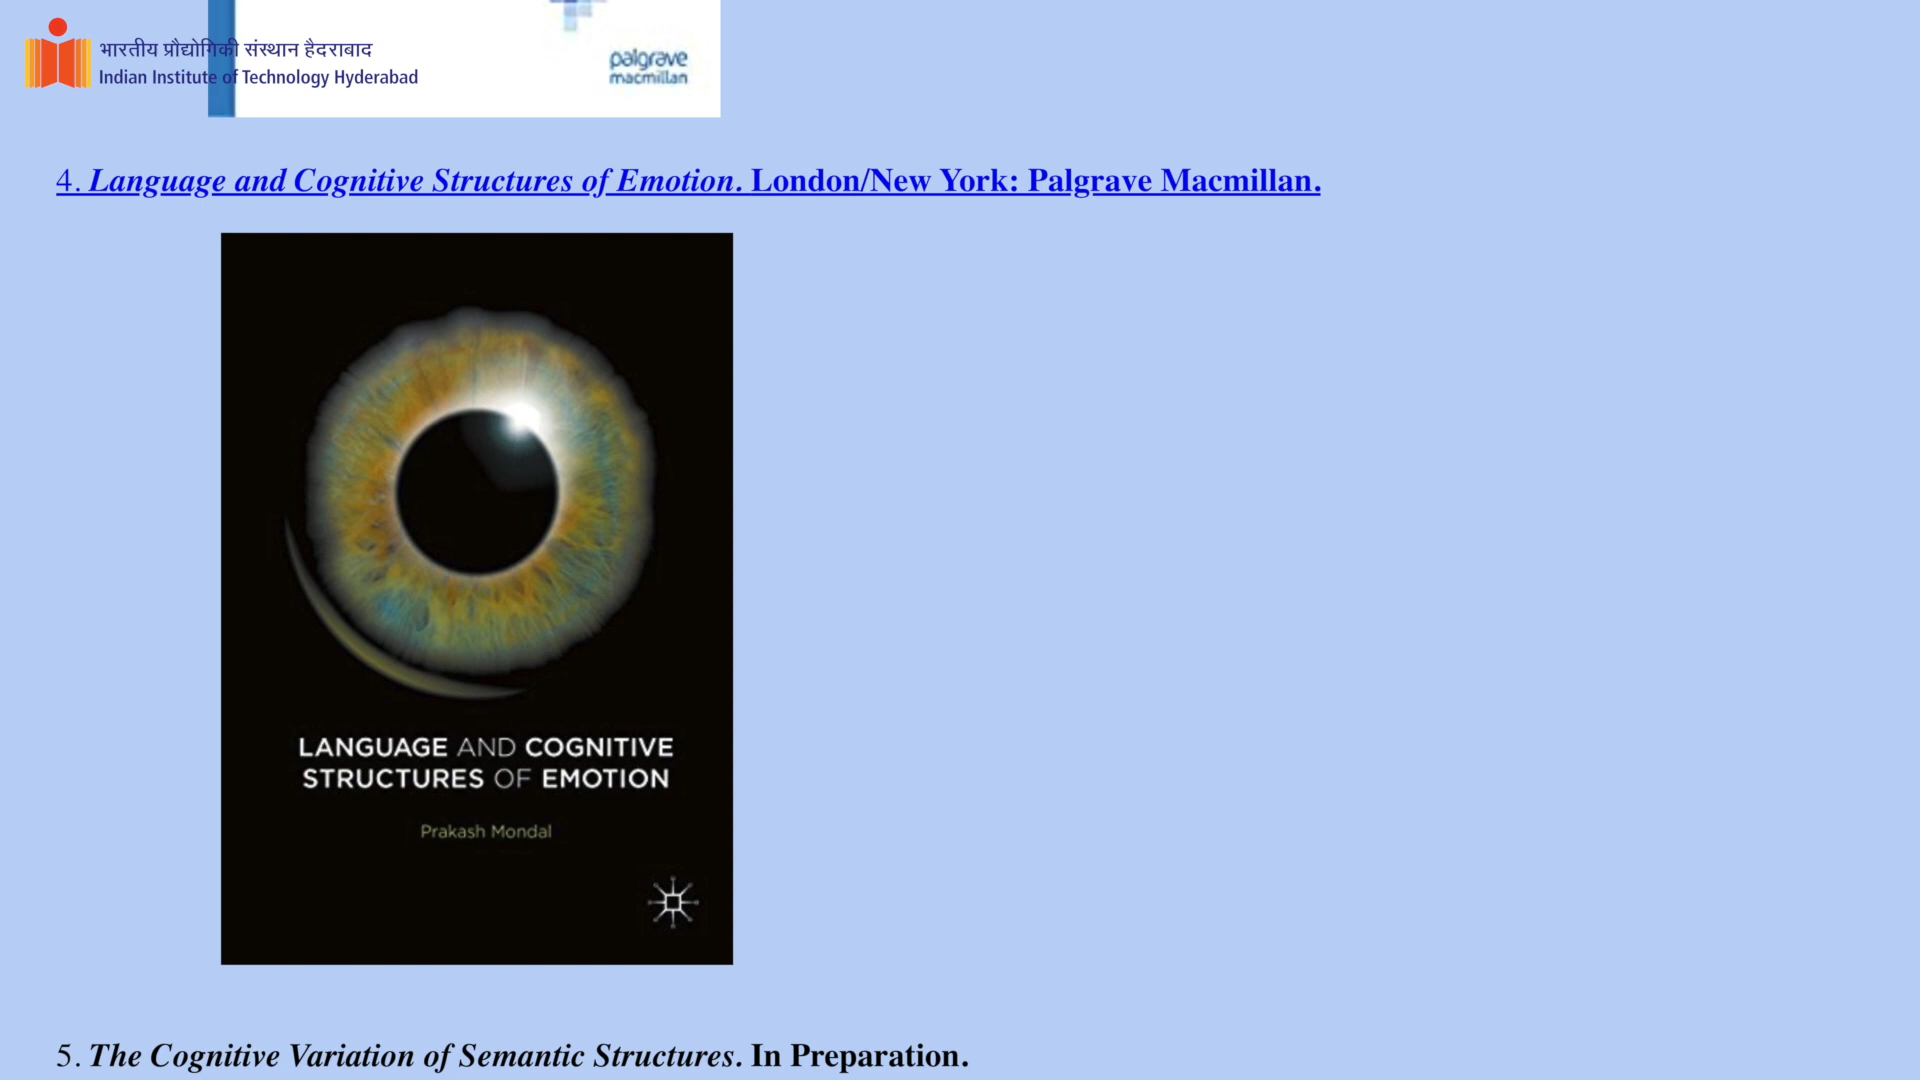 भारतीय प्रौद्योगिकी संस्थान हैदराबाद
Indian Institute of Technology Hyderabad
palgrave
macmillan
4. Language and Cognitive Structures of Emotion. London/New York: Palgrave Macmillan.
LANGUAGE AND COGNITIVE
STRUCTURES OF EMOTION
Prakash Mondal
5. The Cognitive Variation of Semantic Structures. In Preparation.